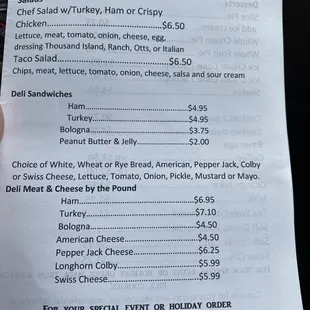 Salads
Chef Salad w/Turkey, Ham or Crispy
Chicken..............................................$6.50
Lettuce, meat, tomato, onion, cheese, egg,
dressing Thousand Island, Ranch, Otts, or Italian
Taco Salad...........................................$6.50
Chips, meat, lettuce, tomato, onion, cheese, salsa and sour cream
Deli Sandwiches
Ham..............................................$4.95
Turkey...........................................$4.95
Bologna..........................................$3.75
Peanut Butter & Jelly..................$2.00
Choice of White, Wheat or Rye Bread, American, Pepper Jack, Colby
or Swiss Cheese, Lettuce, Tomato, Onion, Pickle, Mustard or Mayo.
Deli Meat & Cheese by the Pound
Ham..............................................$6.95
Turkey...........................................$7.10
Bologna..........................................$4.50
American Cheese..........................$4.50
Pepper Jack Cheese......................$6.25
Longhorn Colby............................$5.99
Swiss Cheese................................$5.99
FOR YOUR SPECIAL EVENT OR HOLIDAY ORDER